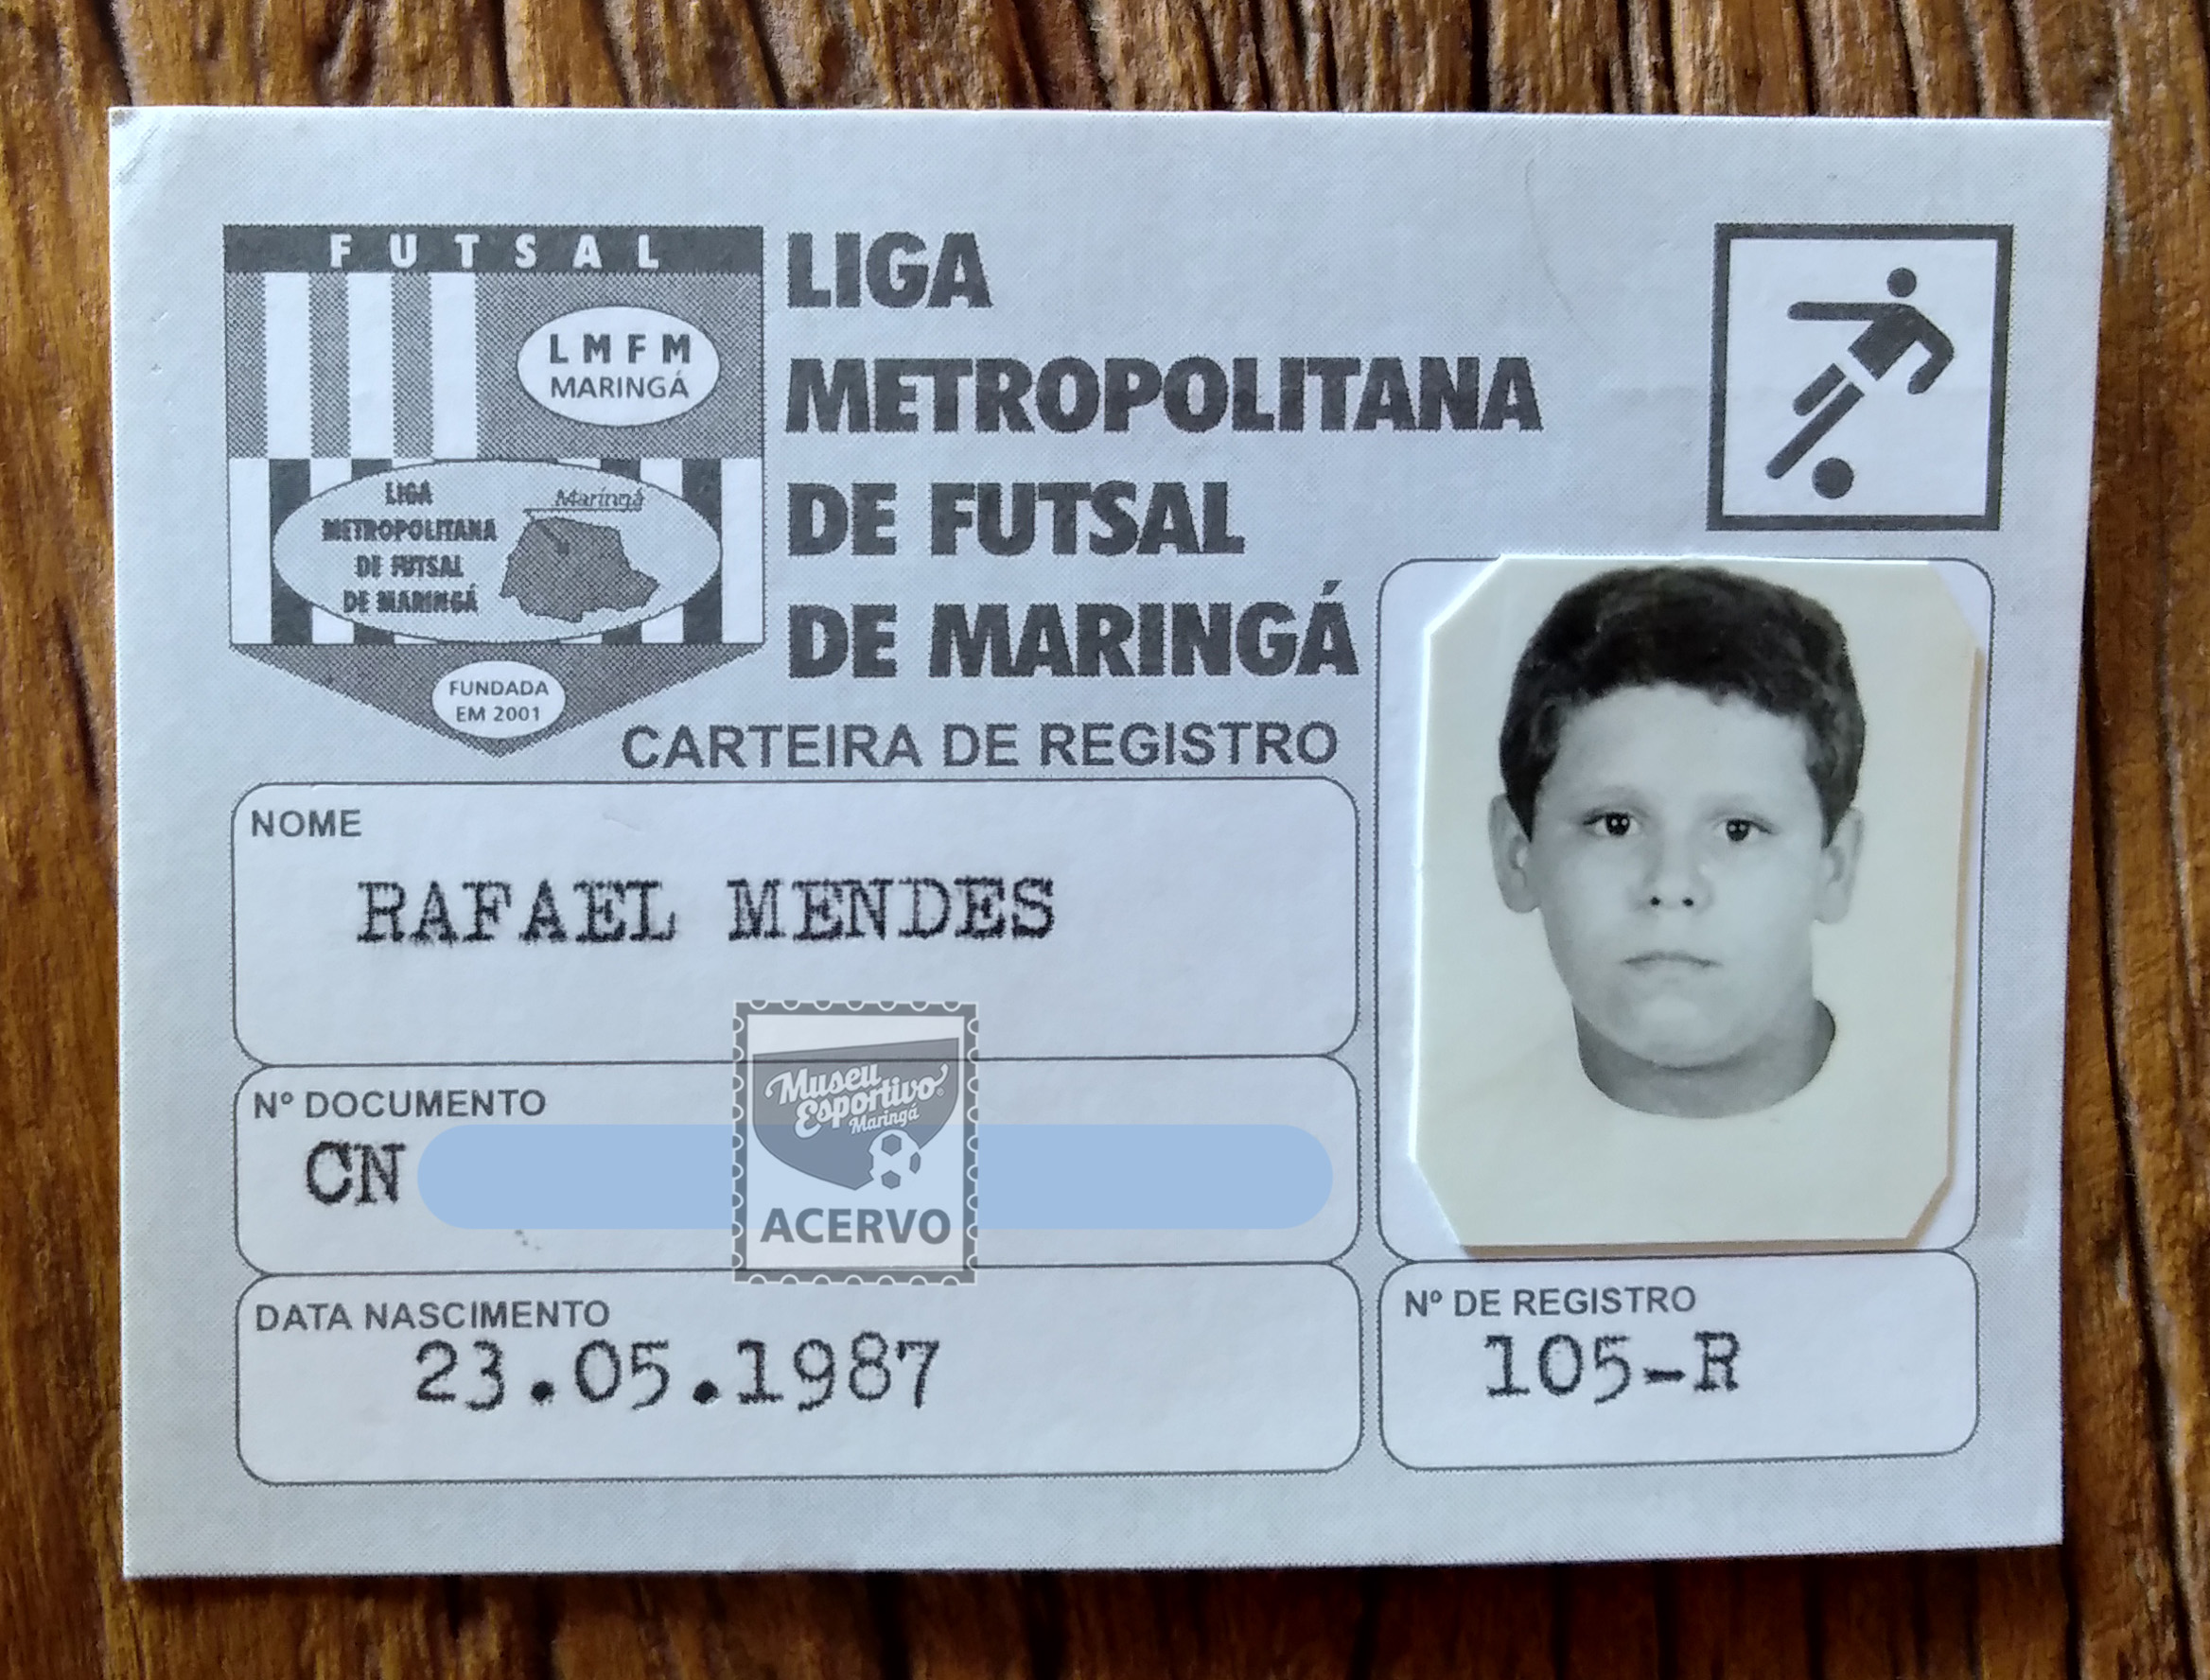 FUTSAL
LMFM
MARINGÁ
LIGA
METROPOLITANA
DE FUTSAL
DE MARINGÁ
Maringá
FUNDADA
EM 2001
LIGA
METROPOLITANA
DE FUTSAL
DE MARINGÁ
CARTEIRA DE REGISTRO
NOME
RAFAEL MENDES
Nº DOCUMENTO
CN
Museu
Esportivo
Maringá
ACERVO
DATA NASCIMENTO
23.05.1987
Nº DE REGISTRO
105-R